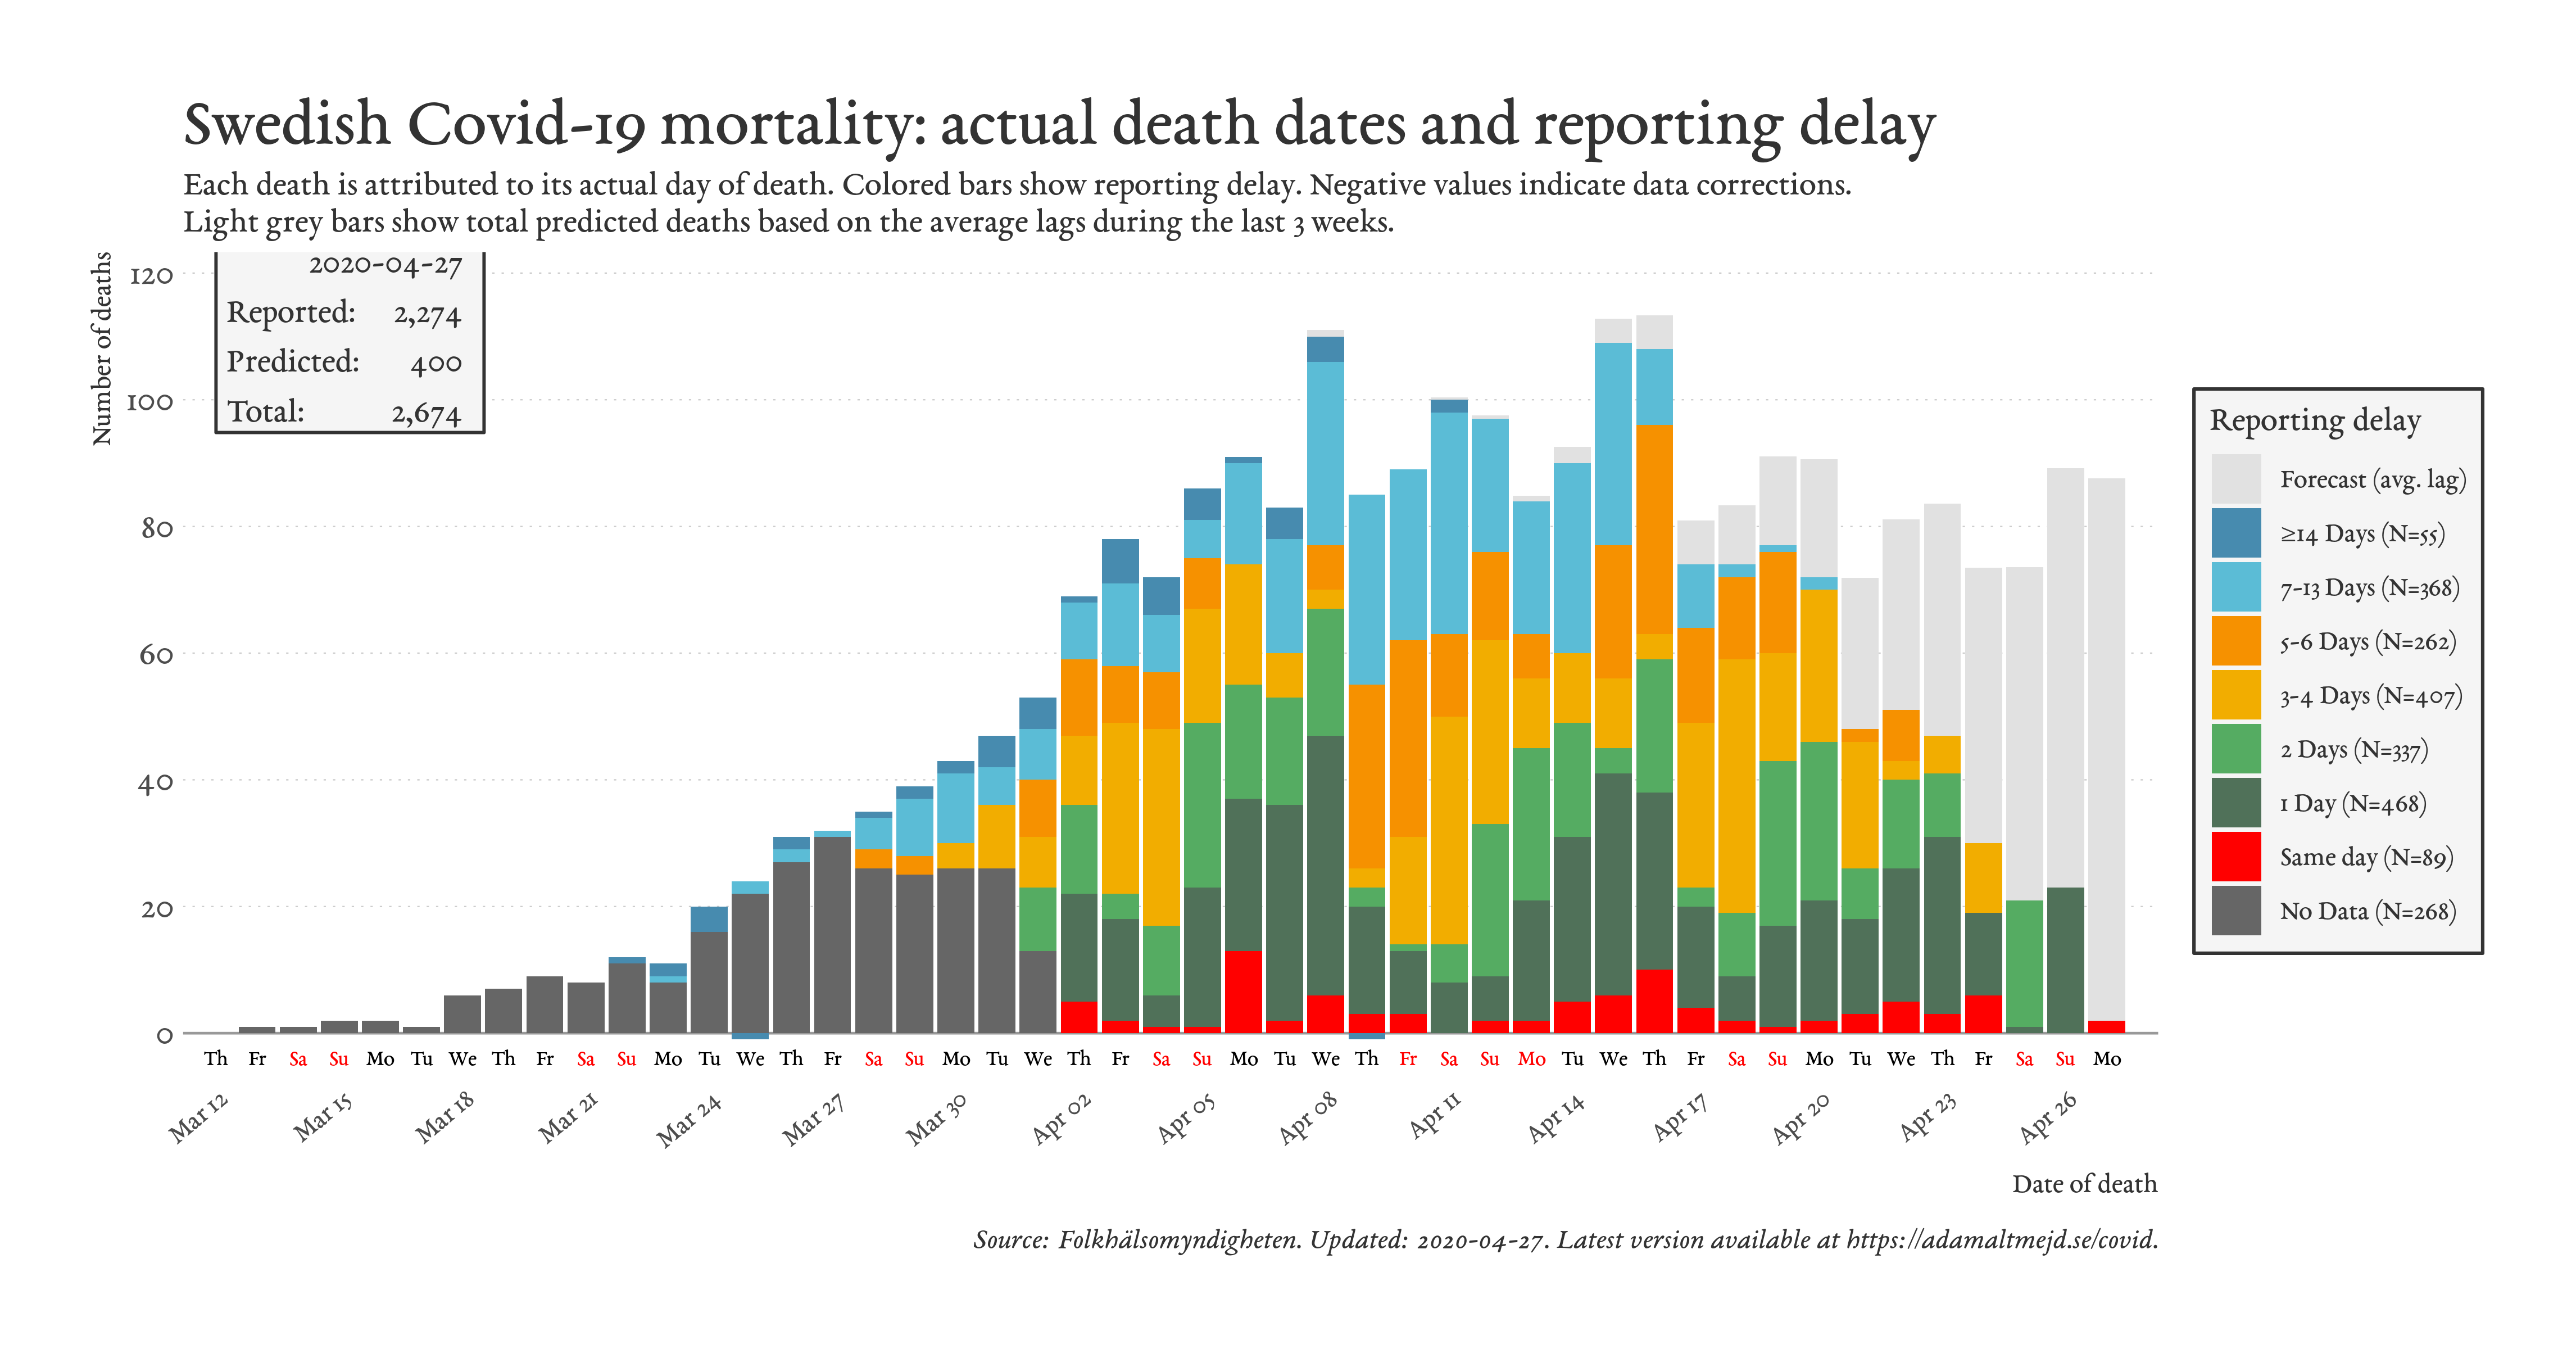 Swedish Covid-19 mortality: actual death dates and reporting delay
Each death is attributed to its actual day of death. Colored bars show reporting delay. Negative values indicate data corrections.
Light grey bars show total predicted deaths based on the average lags during the last 3 weeks.
Number of deaths
2020-04-27
Reported: 2,274
Predicted: 400
Total: 2,674
120
100
80
60
40
20
0
Reporting delay
Forecast (avg. lag)
≥14 Days (N=55)
7-13 Days (N=368)
5-6 Days (N=262)
3-4 Days (N=407)
2 Days (N=337)
1 Day (N=468)
Same day (N=89)
No Data (N=268)
Th Fr Sa Su Mo Tu We Th Fr Sa Su Mo Tu We Th Fr Sa Su Mo Tu We Th Fr Sa Su Mo Tu We Th Fr Sa Su Mo Tu We Th Fr Sa Su Mo Tu We Th Fr Sa Su Mo
Mar 12 Mar 15 Mar 18 Mar 21 Mar 24 Mar 27 Mar 30 Apr 02 Apr 05 Apr 08 Apr 11 Apr 14 Apr 17 Apr 20 Apr 23 Apr 26
Date of death
Source: Folkhälsomyndigheten. Updated: 2020-04-27. Latest version available at https://adamaltmejd.se/covid.